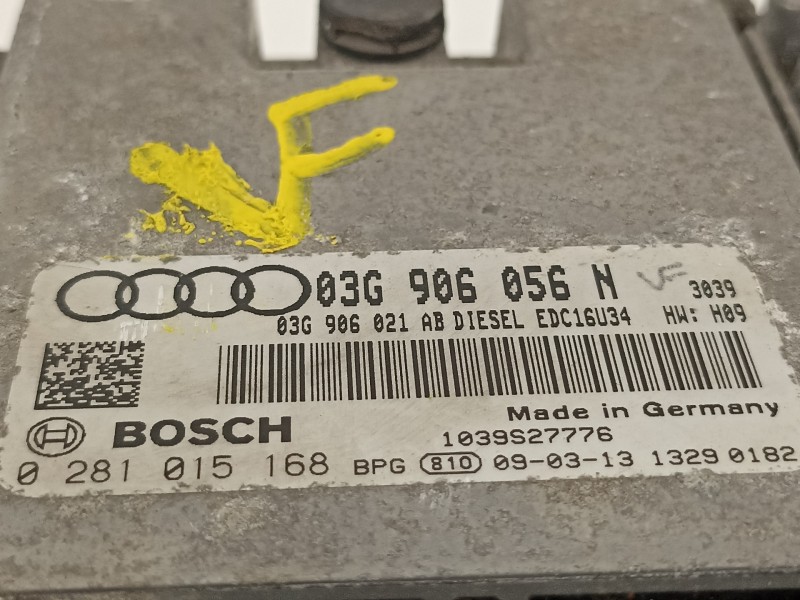 VF
03G 906 056 N VF 3039
03G 906 021 AB DIESEL EDC16U34 HW: H09
Made in Germany
BOSCH 1039S27776
0 281 015 168 BPG 810 09-03-13 1329 0182